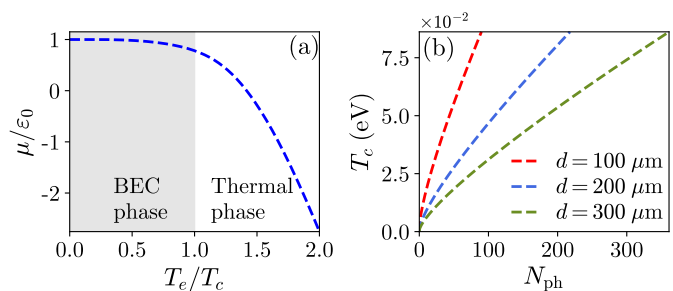 (a)
1
0
-1
-2
μ/ε₀
BEC phase
Thermal phase
0.0 0.5 1.0 1.5 2.0
Tₑ/T_c
×10⁻²
(b)
7.5
5.0
2.5
0.0
T_c (eV)
d = 100 μm
d = 200 μm
d = 300 μm
0 100 200 300
N_ph